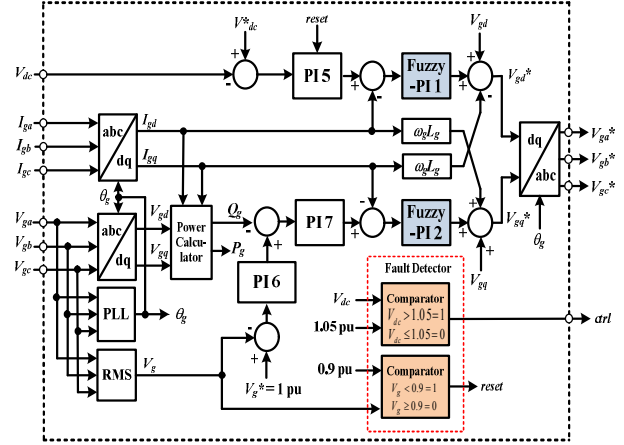 reset
V*dc
Vgd
Vdc
PI 5
Fuzzy
-PI 1
Vgd*
Iga
Igb
Igc
abc
dq
Igd
Igq
ωgLg
ωgLg
dq
abc
Vga*
Vgb*
Vgc*
θg
Vga
Vgb
Vgc
abc
dq
Vgd
Vgq
Power
Calcu-
lator
Qg
Pg
PI 7
Fuzzy
-PI 2
Vgq*
Vgq
θg
PI 6
PLL
θg
RMS
Vg
Vg*= 1 pu
Fault Detector
Vdc
1.05 pu
Comparator
Vdc >1.05=1
Vdc ≤1.05=0
ctrl
0.9 pu
Comparator
Vg <0.9=1
Vg ≥0.9=0
reset